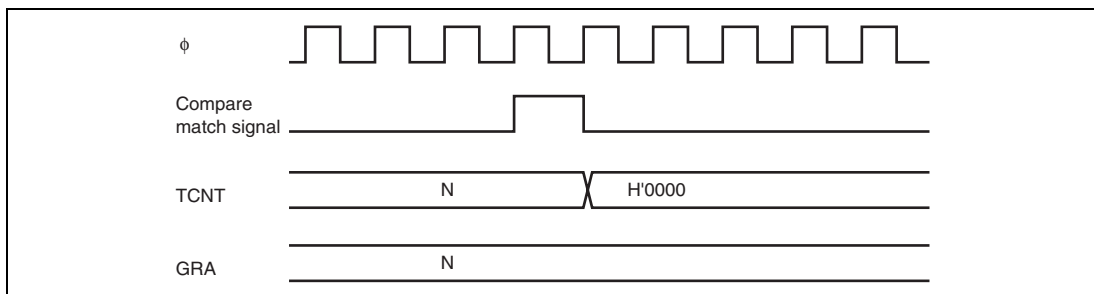 φ
Compare
match signal
TCNT N H'0000
GRA N